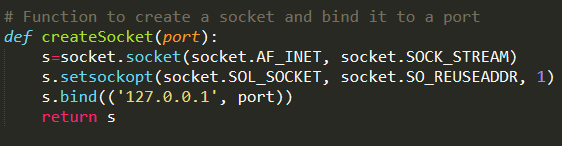 # Function to create a socket and bind it to a port
def createSocket(port):
    s=socket.socket(socket.AF_INET, socket.SOCK_STREAM)
    s.setsockopt(socket.SOL_SOCKET, socket.SO_REUSEADDR, 1)
    s.bind(('127.0.0.1', port))
    return s